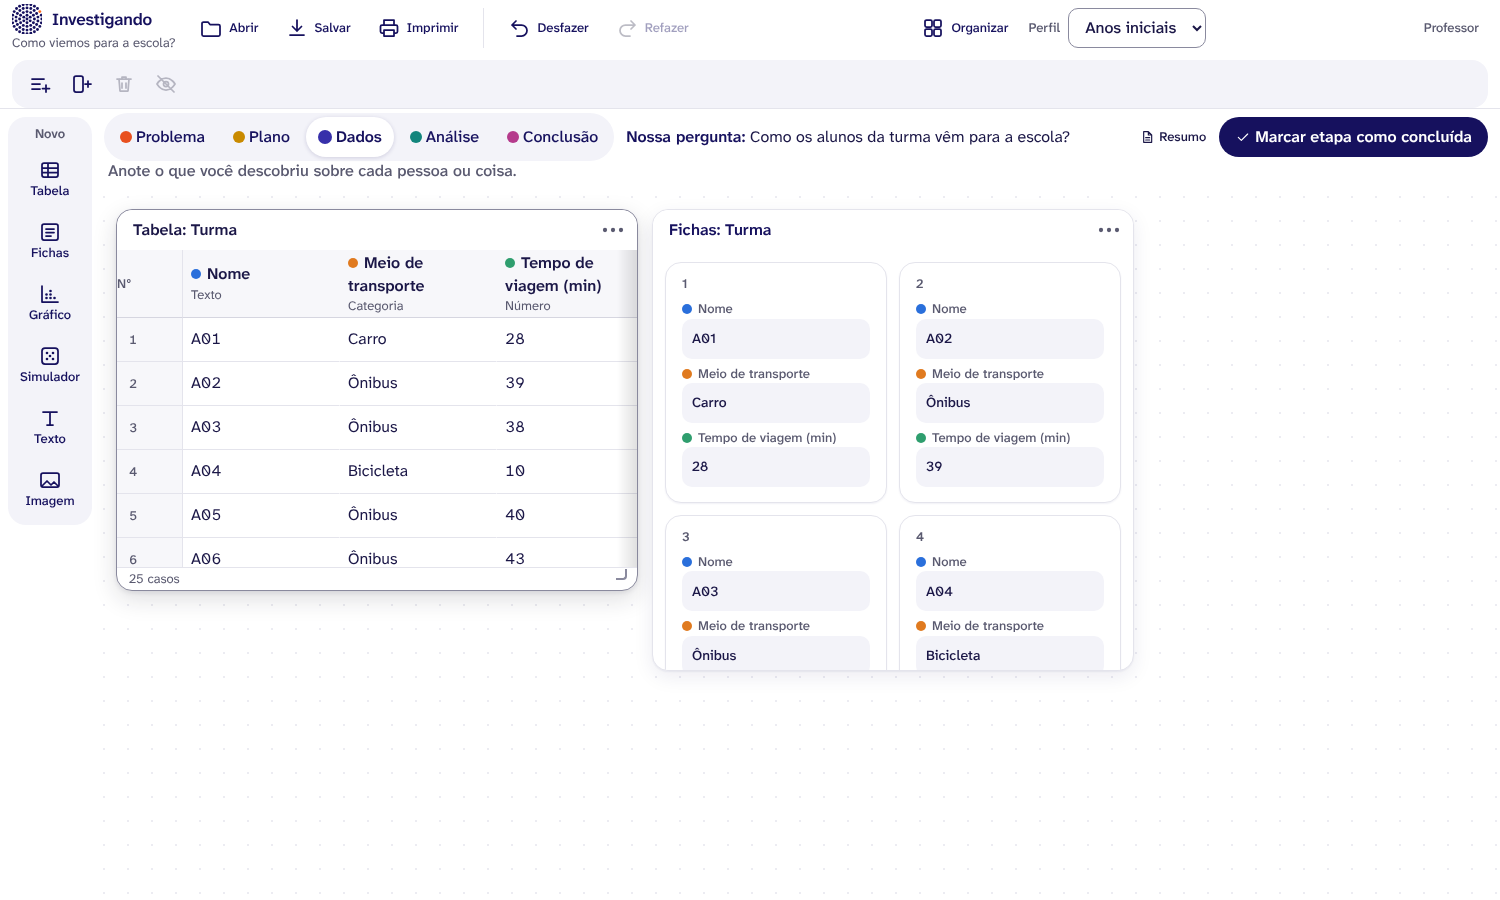 Investigando
Como viemos para a escola?
Abrir
Salvar
Imprimir
Desfazer
Refazer
Organizar
Perfil
Anos iniciais
Professor
Novo
Tabela
Fichas
Gráfico
Simulador
Texto
Imagem
Problema
Plano
Dados
Análise
Conclusão
Nossa pergunta: Como os alunos da turma vêm para a escola?
Resumo
Marcar etapa como concluída
Anote o que você descobriu sobre cada pessoa ou coisa.
Tabela: Turma
N° Nome Meio de Tempo de
transporte viagem (min)
Texto Categoria Número
1 A01 Carro 28
2 A02 Ônibus 39
3 A03 Ônibus 38
4 A04 Bicicleta 10
5 A05 Ônibus 40
6 A06 Ônibus 43
25 casos
Fichas: Turma
1
Nome
A01
Meio de transporte
Carro
Tempo de viagem (min)
28
2
Nome
A02
Meio de transporte
Ônibus
Tempo de viagem (min)
39
3
Nome
A03
Meio de transporte
Ônibus
4
Nome
A04
Meio de transporte
Bicicleta